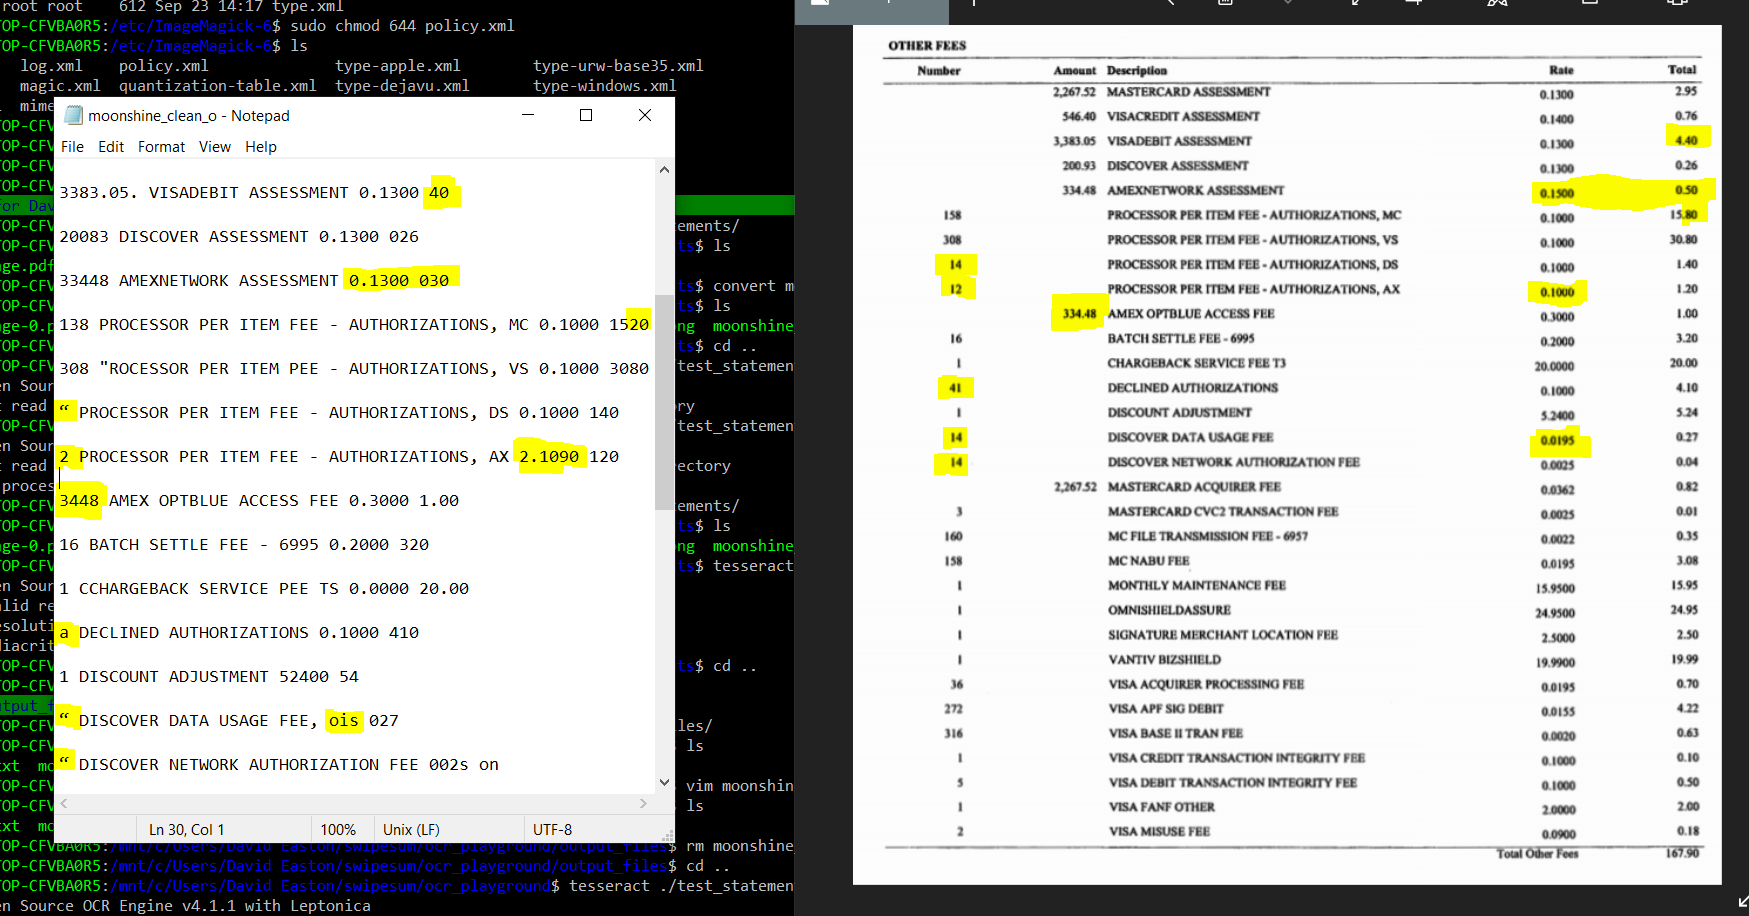 root root    612 Sep 23 14:17 type.xml
TOP-CFVBA0R5:/etc/ImageMagick-6$ sudo chmod 644 policy.xml
TOP-CFVBA0R5:/etc/ImageMagick-6$ ls
log.xml    policy.xml             type-apple.xml       type-urw-base35.xml
magic.xml  quantization-table.xml  type-dejavu.xml      type-windows.xml
mime
moonshine_clean_o - Notepad
File Edit Format View Help
3383.05. VISADEBIT ASSESSMENT 0.1300 40
20083 DISCOVER ASSESSMENT 0.1300 026
33448 AMEXNETWORK ASSESSMENT 0.1300 030
138 PROCESSOR PER ITEM FEE - AUTHORIZATIONS, MC 0.1000 1520
308 "ROCESSOR PER ITEM PEE - AUTHORIZATIONS, VS 0.1000 3080
“ PROCESSOR PER ITEM FEE - AUTHORIZATIONS, DS 0.1000 140
2 PROCESSOR PER ITEM FEE - AUTHORIZATIONS, AX 2.1090 120
3448 AMEX OPTBLUE ACCESS FEE 0.3000 1.00
16 BATCH SETTLE FEE - 6995 0.2000 320
1 CCHARGEBACK SERVICE PEE TS 0.0000 20.00
a DECLINED AUTHORIZATIONS 0.1000 410
1 DISCOUNT ADJUSTMENT 52400 54
“ DISCOVER DATA USAGE FEE, ois 027
“ DISCOVER NETWORK AUTHORIZATION FEE 002s on
Ln 30, Col 1 100% Unix (LF) UTF-8
ements/
ts$ ls
ts$ convert m
ts$ ls
ong  moonshine
ts$ cd ..
/test_statemen
ory
/test_statemen
ectory
ements/
ts$ ls
ong  moonshine
ts$ tesseract
ts$ cd ..
les/
ls
vim moonshin
ls
TOP-CFVBA0R5:/mnt/c/Users/David Easton/swipesum/ocr_playground/output_files$ rm moonshine
TOP-CFVBA0R5:/mnt/c/Users/David Easton/swipesum/ocr_playground/output_files$ cd ..
TOP-CFVBA0R5:/mnt/c/Users/David Easton/swipesum/ocr_playground$ tesseract ./test_statemen
en Source OCR Engine v4.1.1 with Leptonica
OTHER FEES
Number Amount Description Rate Total
2,267.52 MASTERCARD ASSESSMENT 0.1300 2.95
546.40 VISACREDIT ASSESSMENT 0.1400 0.76
3,383.05 VISADEBIT ASSESSMENT 0.1300 4.40
200.93 DISCOVER ASSESSMENT 0.1300 0.26
334.48 AMEXNETWORK ASSESSMENT 0.1500 0.50
158 PROCESSOR PER ITEM FEE - AUTHORIZATIONS, MC 0.1000 15.80
308 PROCESSOR PER ITEM FEE - AUTHORIZATIONS, VS 0.1000 30.80
14 PROCESSOR PER ITEM FEE - AUTHORIZATIONS, DS 0.1000 1.40
12 PROCESSOR PER ITEM FEE - AUTHORIZATIONS, AX 0.1000 1.20
334.48 AMEX OPTBLUE ACCESS FEE 0.3000 1.00
16 BATCH SETTLE FEE - 6995 0.2000 3.20
1 CHARGEBACK SERVICE FEE T3 20.0000 20.00
41 DECLINED AUTHORIZATIONS 0.1000 4.10
1 DISCOUNT ADJUSTMENT 5.2400 5.24
14 DISCOVER DATA USAGE FEE 0.0195 0.27
14 DISCOVER NETWORK AUTHORIZATION FEE 0.0025 0.04
2,267.52 MASTERCARD ACQUIRER FEE 0.0362 0.82
3 MASTERCARD CVC2 TRANSACTION FEE 0.0025 0.01
160 MC FILE TRANSMISSION FEE - 6957 0.0022 0.35
158 MC NABU FEE 0.0195 3.08
1 MONTHLY MAINTENANCE FEE 15.9500 15.95
1 OMNISHIELDASSURE 24.9500 24.95
1 SIGNATURE MERCHANT LOCATION FEE 2.5000 2.50
1 VANTIV BIZSHIELD 19.9900 19.99
36 VISA ACQUIRER PROCESSING FEE 0.0195 0.70
272 VISA APF SIG DEBIT 0.0155 4.22
316 VISA BASE II TRAN FEE 0.0020 0.63
1 VISA CREDIT TRANSACTION INTEGRITY FEE 0.1000 0.10
5 VISA DEBIT TRANSACTION INTEGRITY FEE 0.1000 0.50
1 VISA FANF OTHER 2.0000 2.00
2 VISA MISUSE FEE 0.0900 0.18
Total Other Fees 167.90